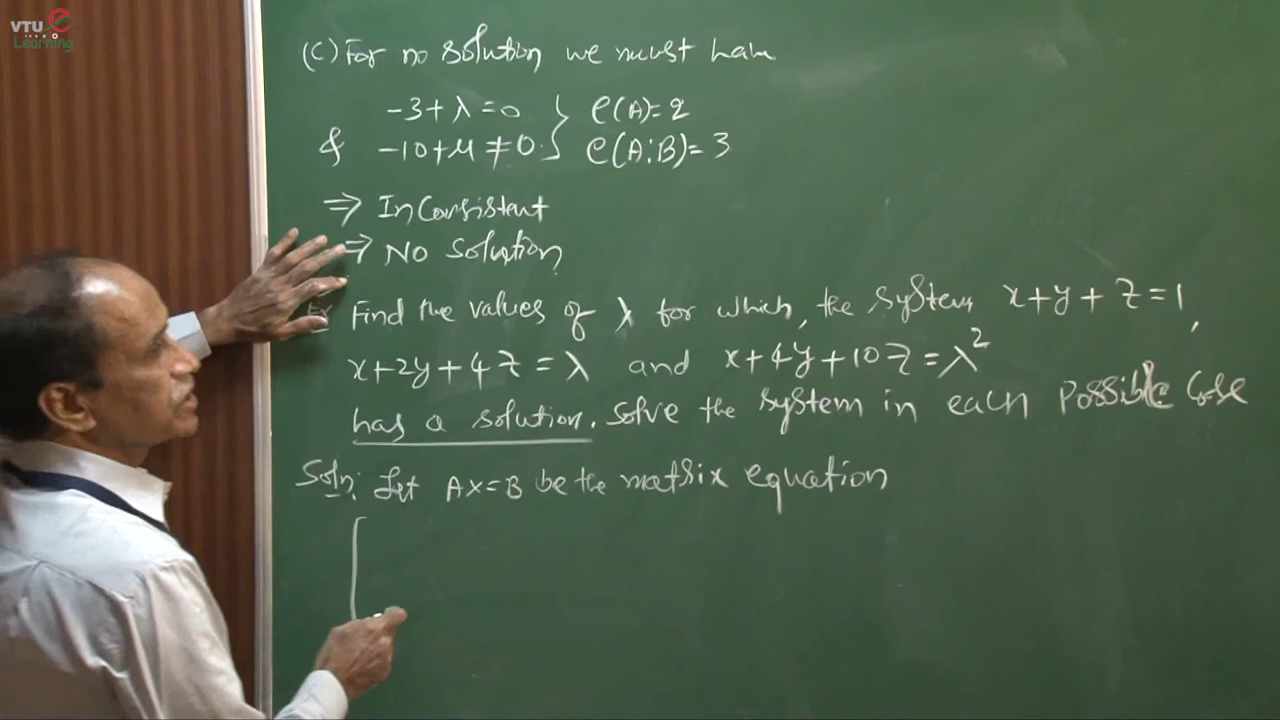 VTU e
Learning
(C) For no solution we must have
-3+λ=0 } ρ(A)=2
& -10+μ≠0. } ρ(A:B)=3
⇒ InConsistent
⇒ No solution
Ex Find the values of λ for which, the system x+y+z=1,
x+2y+4z=λ and x+4y+10z=λ²
has a solution. Solve the system in each possible Case
Soln: Let AX=B be the matrix equation
[